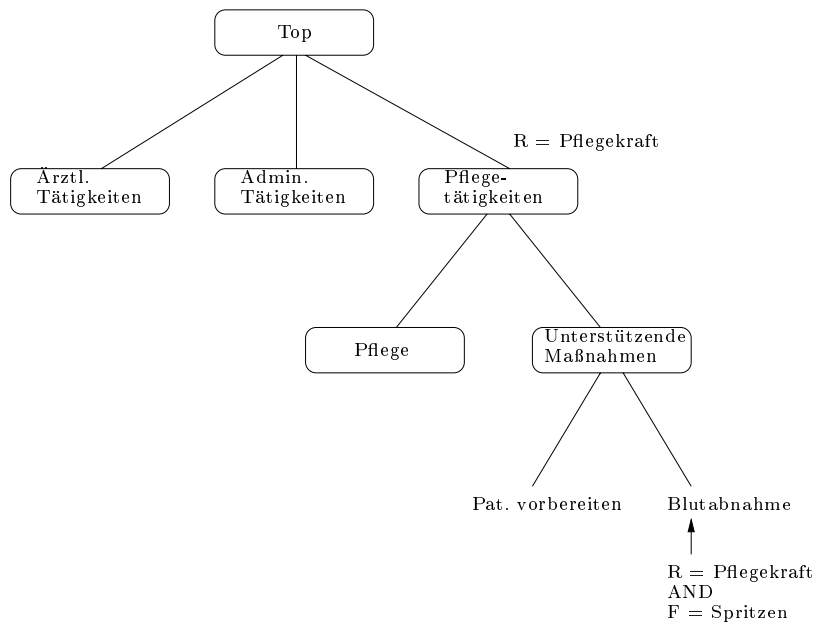 Top
R = Pflegekraft
Ärztl.
Tätigkeiten
Admin.
Tätigkeiten
Pflege-
tätigkeiten
Pflege
Unterstützende
Maßnahmen
Pat. vorbereiten
Blutabnahme
R = Pflegekraft
AND
F = Spritzen